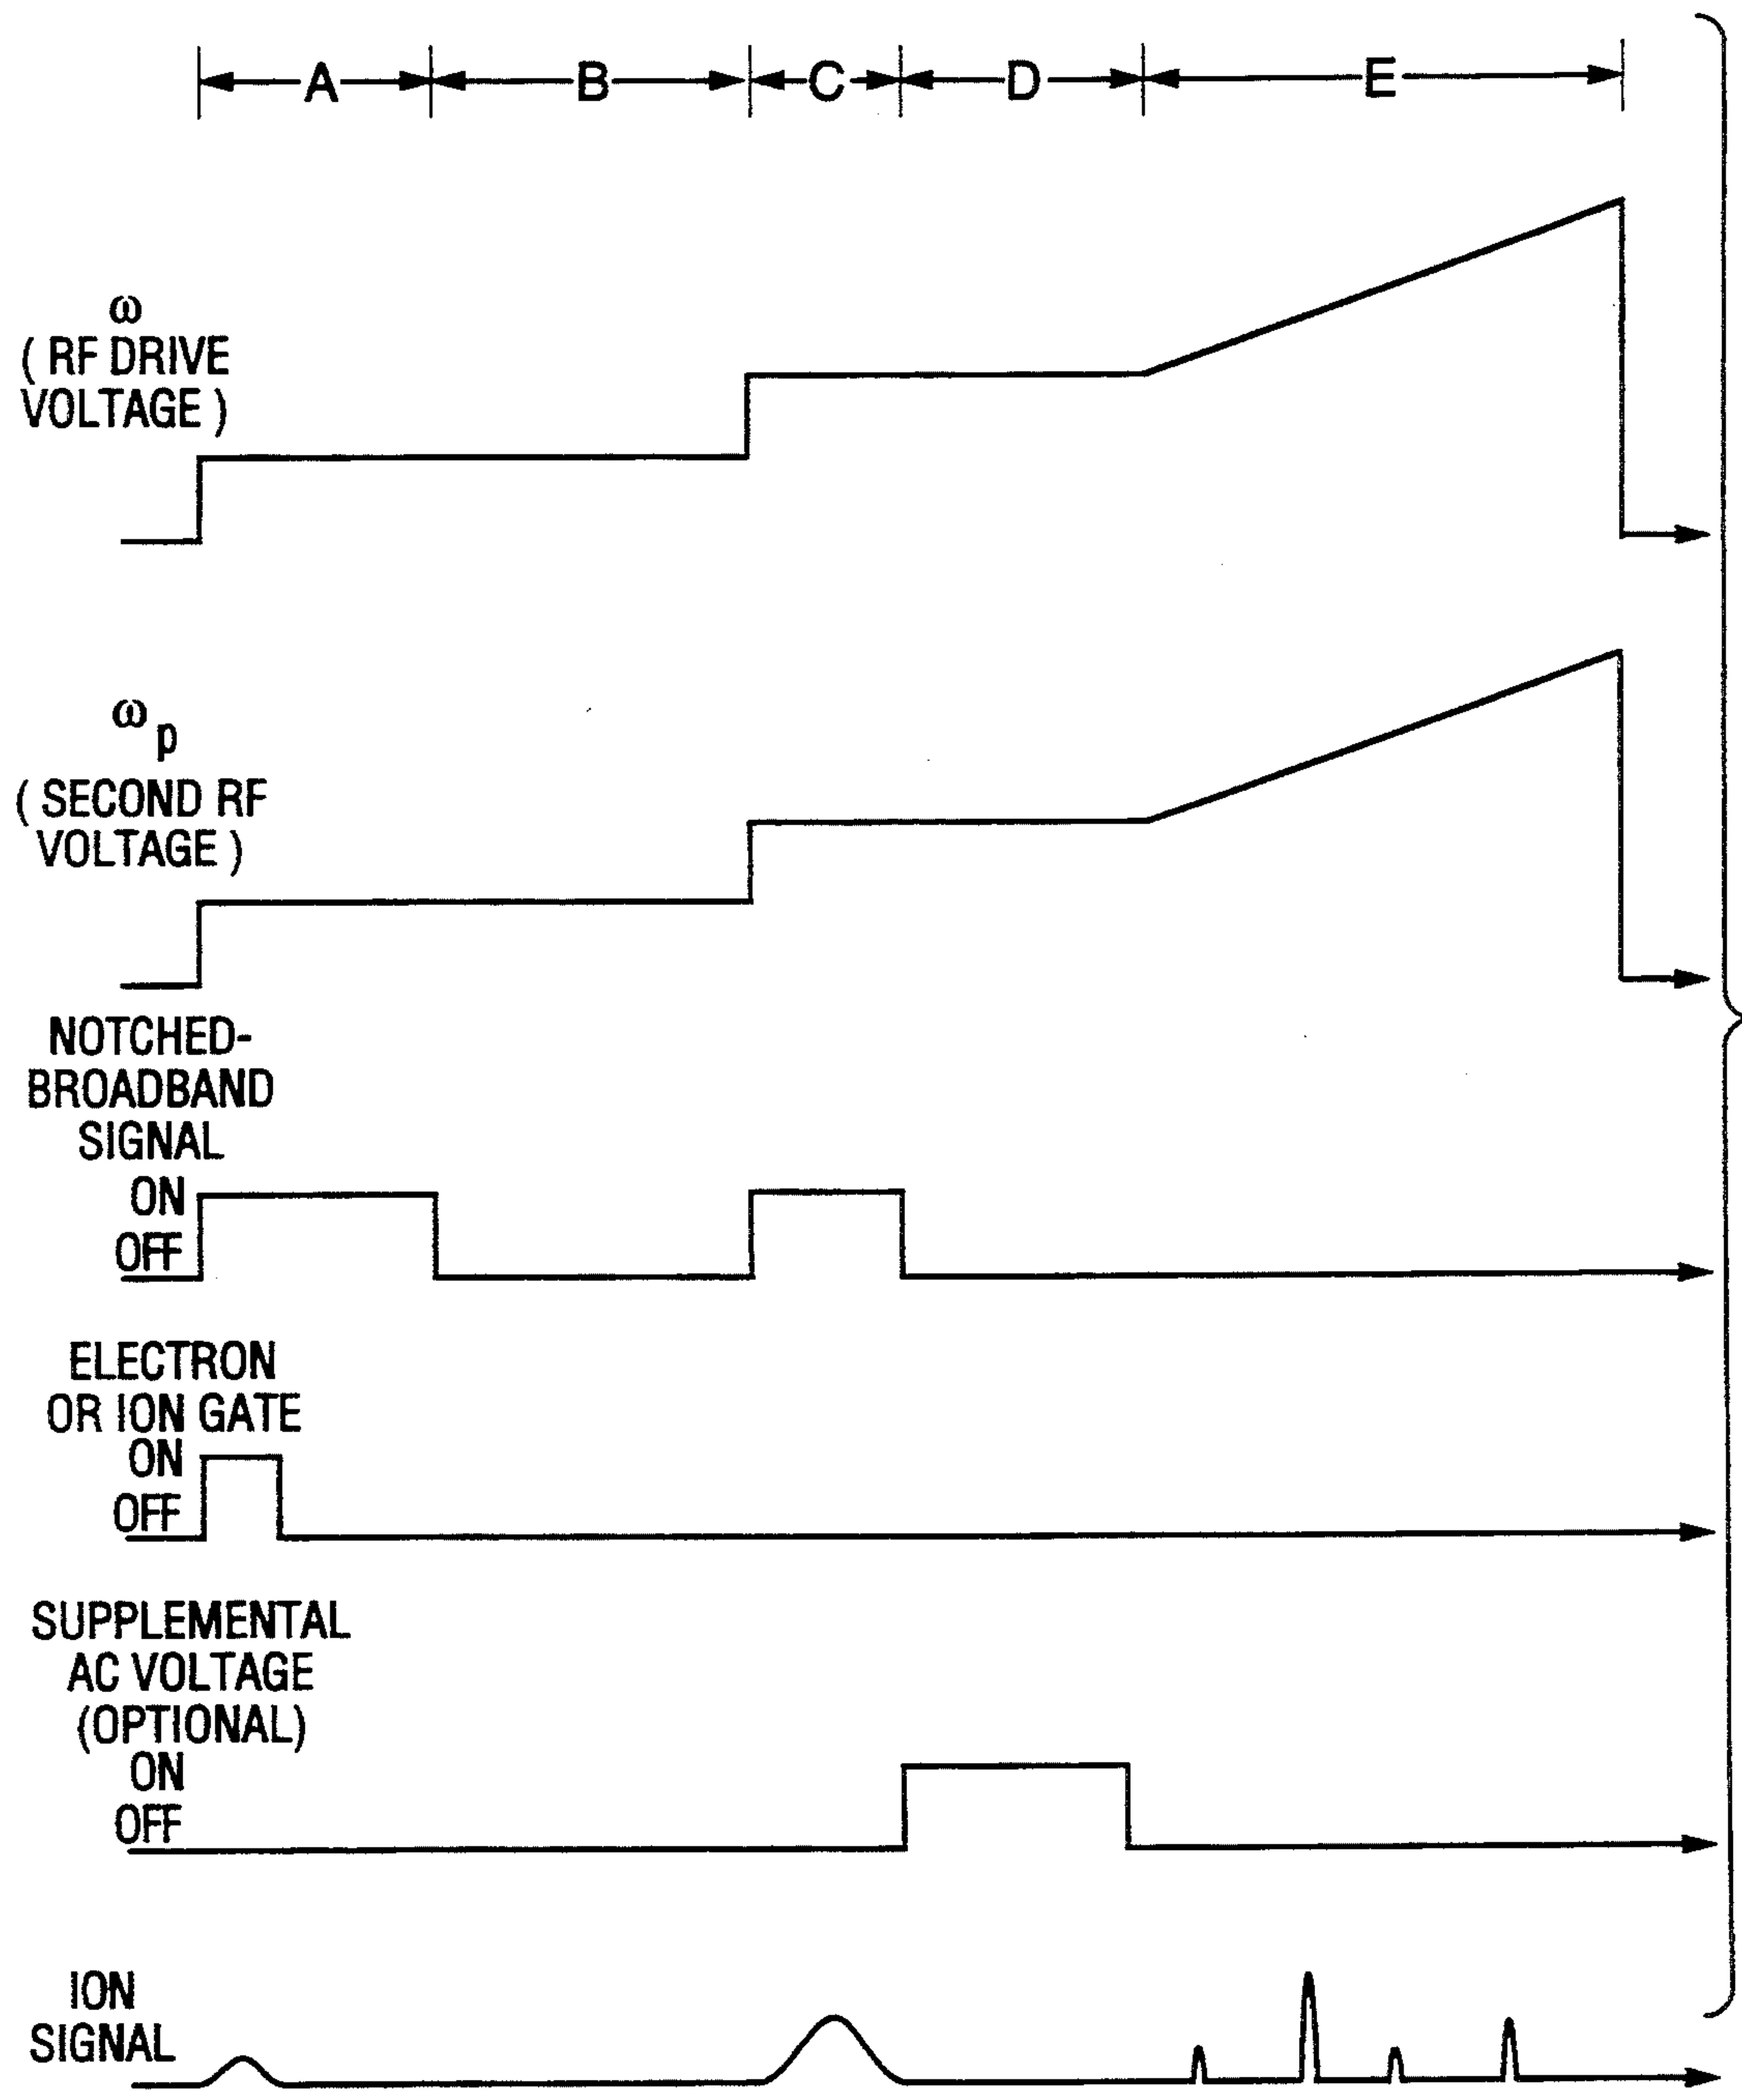 A B C D E
ω
( RF DRIVE
VOLTAGE )
ωp
( SECOND RF
VOLTAGE )
NOTCHED-
BROADBAND
SIGNAL
ON
OFF
ELECTRON
OR ION GATE
ON
OFF
SUPPLEMENTAL
AC VOLTAGE
(OPTIONAL)
ON
OFF
ION
SIGNAL